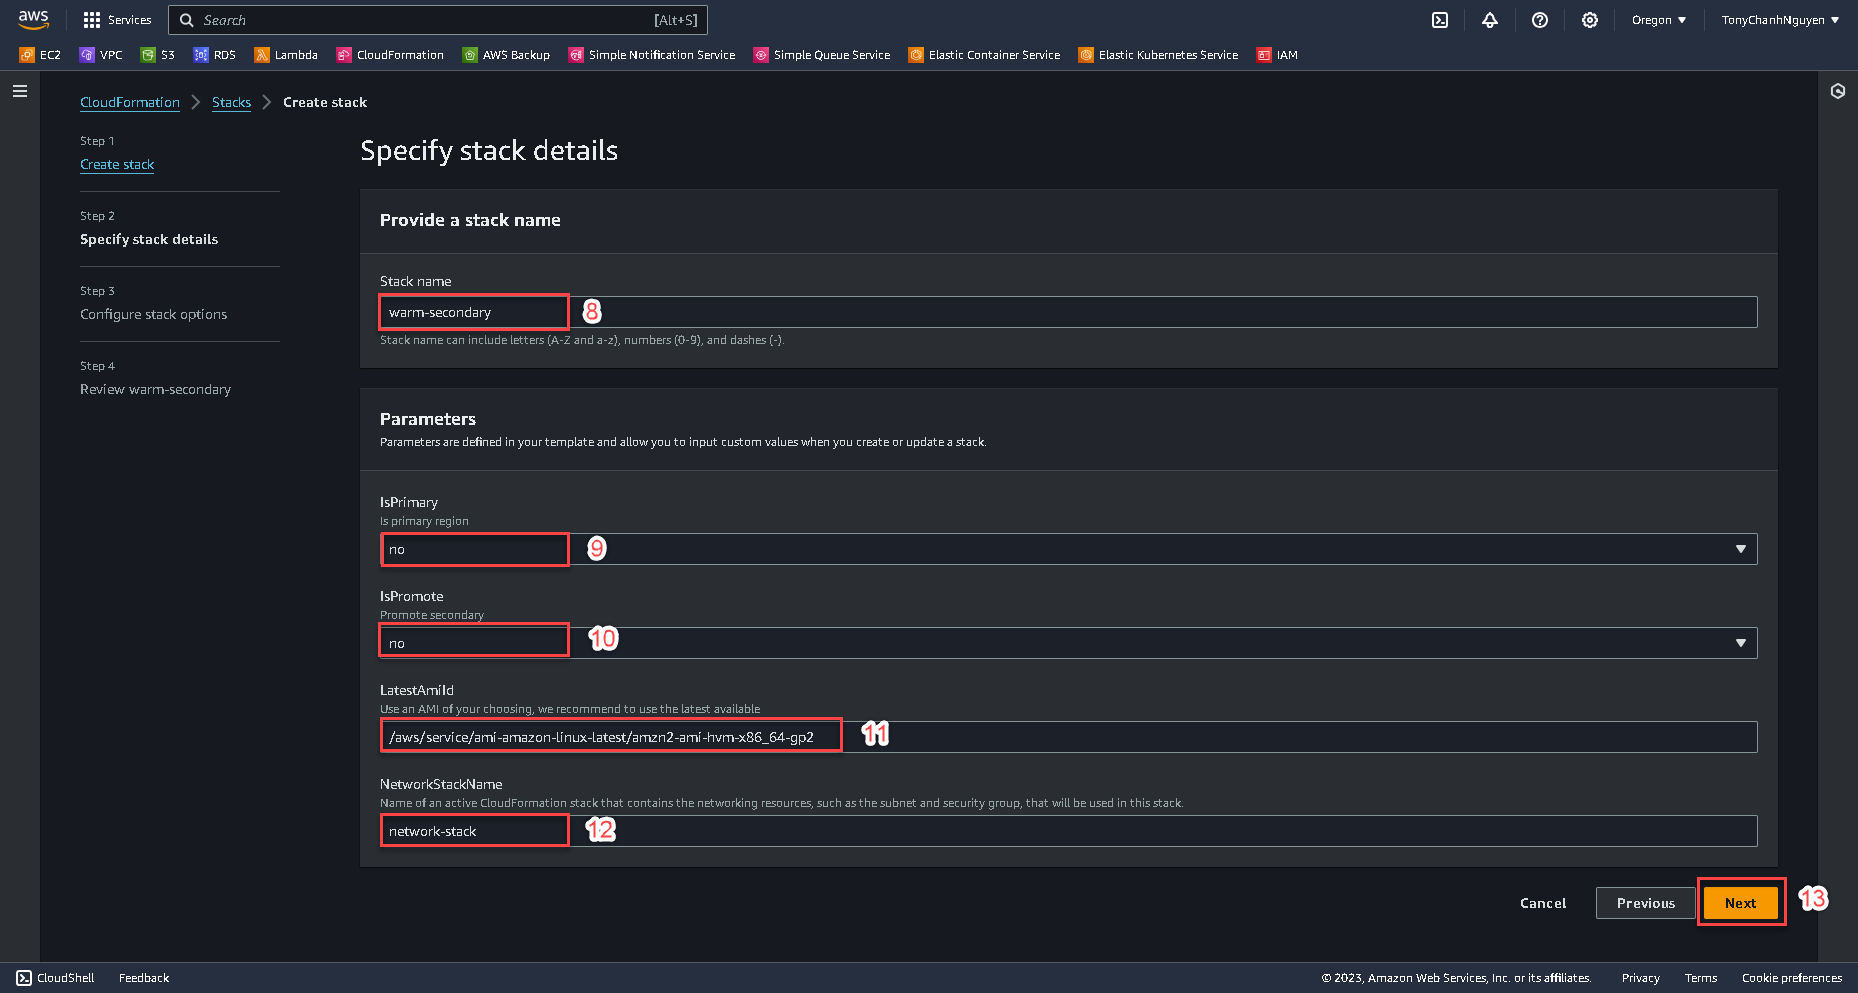 aws Services Search [Alt+S] Oregon TonyChanhNguyen
EC2 VPC S3 RDS Lambda CloudFormation AWS Backup Simple Notification Service Simple Queue Service Elastic Container Service Elastic Kubernetes Service IAM
CloudFormation Stacks Create stack
Step 1
Create stack
Step 2
Specify stack details
Step 3
Configure stack options
Step 4
Review warm-secondary
Specify stack details
Provide a stack name
Stack name
warm-secondary 8
Stack name can include letters (A-Z and a-z), numbers (0-9), and dashes (-).
Parameters
Parameters are defined in your template and allow you to input custom values when you create or update a stack.
IsPrimary
Is primary region
no 9
IsPromote
Promote secondary
no 10
LatestAmiId
Use an AMI of your choosing, we recommend to use the latest available
/aws/service/ami-amazon-linux-latest/amzn2-ami-hvm-x86_64-gp2 11
NetworkStackName
Name of an active CloudFormation stack that contains the networking resources, such as the subnet and security group, that will be used in this stack.
network-stack 12
Cancel Previous Next 13
CloudShell Feedback © 2023, Amazon Web Services, Inc. or its affiliates. Privacy Terms Cookie preferences